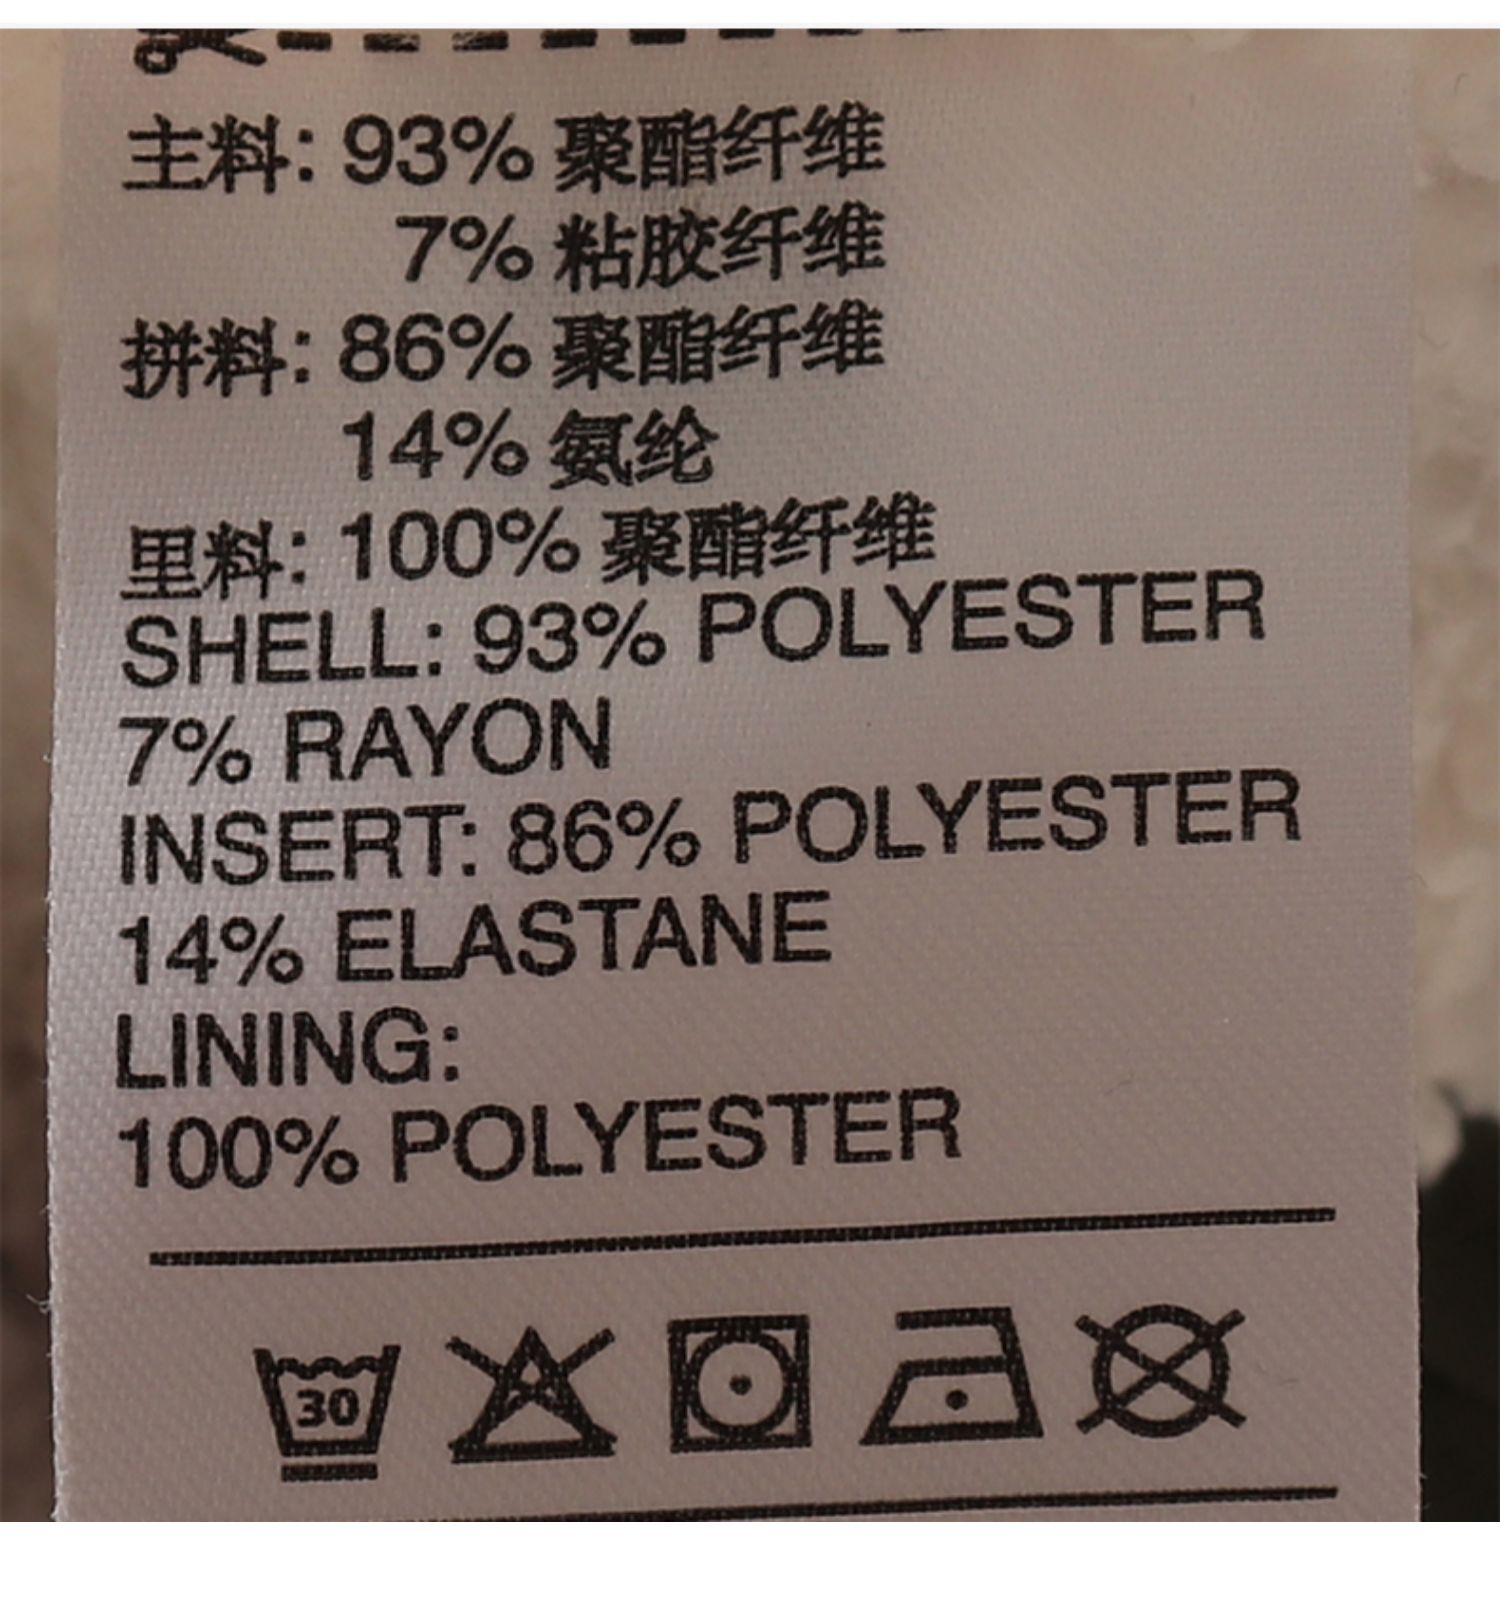 主料: 93% 聚酯纤维
7% 粘胶纤维
拼料: 86% 聚酯纤维
14% 氨纶
里料: 100% 聚酯纤维
SHELL: 93% POLYESTER
7% RAYON
INSERT: 86% POLYESTER
14% ELASTANE
LINING:
100% POLYESTER
30